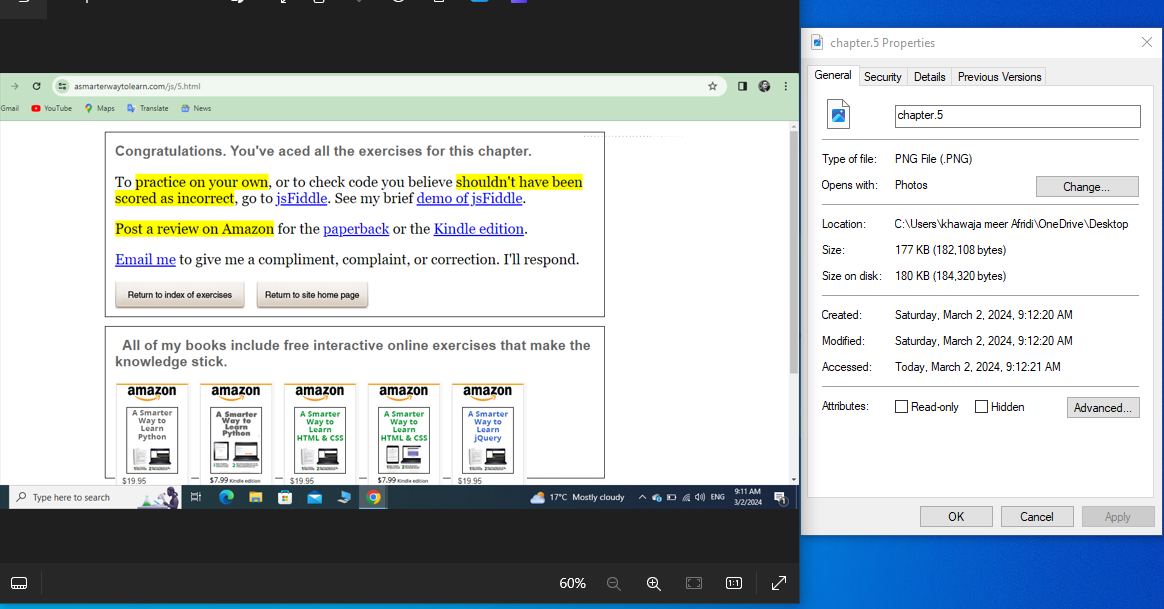 asmarterwaytolearn.com/js/5.html
Gmail YouTube Maps Translate News
Congratulations. You've aced all the exercises for this chapter.
To practice on your own, or to check code you believe shouldn't have been
scored as incorrect, go to jsFiddle. See my brief demo of jsFiddle.
Post a review on Amazon for the paperback or the Kindle edition.
Email me to give me a compliment, complaint, or correction. I'll respond.
Return to index of exercises Return to site home page
All of my books include free interactive online exercises that make the
knowledge stick.
amazon amazon amazon amazon amazon
A Smarter
Way to
Learn
Python
$19.95
A Smarter
Way to
Learn
Python
$7.99 Kindle edition
A Smarter
Way to
Learn
HTML & CSS
$19.95
A Smarter
Way to
Learn
HTML & CSS
$7.99 Kindle edition
A Smarter
Way to
Learn
jQuery
$19.95
Type here to search
17°C Mostly cloudy
ENG
9:11 AM
3/2/2024
1
60%
1:1
chapter.5 Properties
General Security Details Previous Versions
chapter.5
Type of file: PNG File (.PNG)
Opens with: Photos Change...
Location: C:\Users\khawaja meer Afridi\OneDrive\Desktop
Size: 177 KB (182,108 bytes)
Size on disk: 180 KB (184,320 bytes)
Created: Saturday, March 2, 2024, 9:12:20 AM
Modified: Saturday, March 2, 2024, 9:12:20 AM
Accessed: Today, March 2, 2024, 9:12:21 AM
Attributes: Read-only Hidden Advanced...
OK Cancel Apply